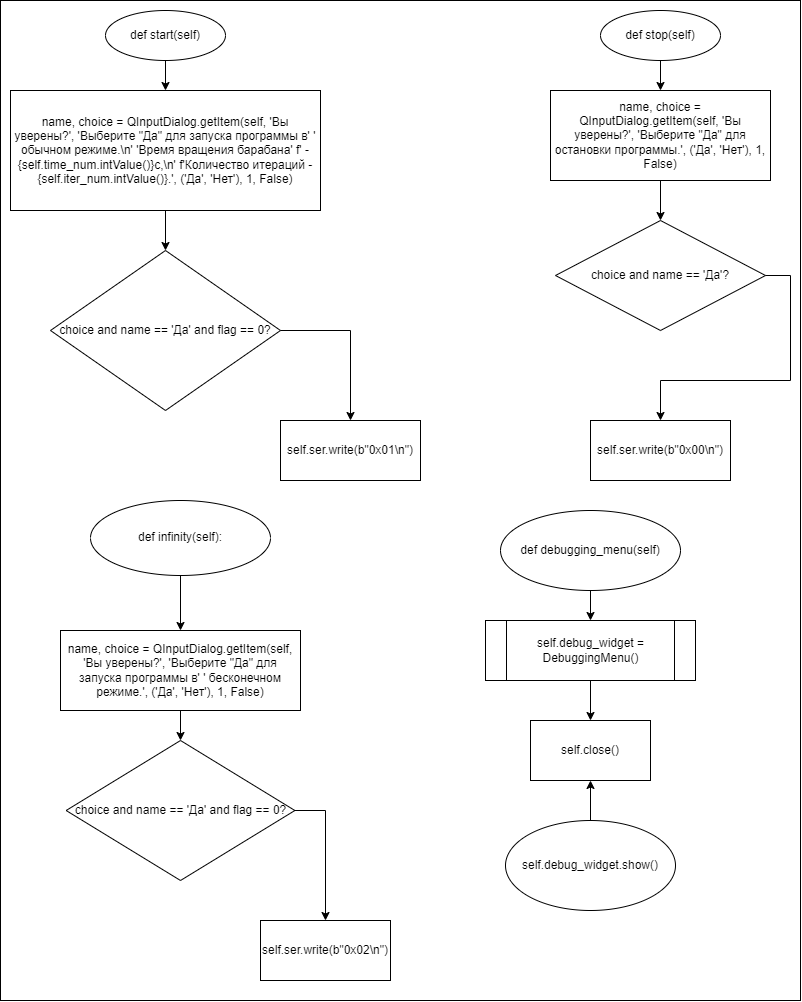 def start(self)
name, choice = QInputDialog.getItem(self, 'Вы
уверены?', 'Выберите "Да" для запуска программы в' '
обычном режиме.\n' 'Время вращения барабана' f' -
{self.time_num.intValue()}с,\n' f'Количество итераций -
{self.iter_num.intValue()}.', ('Да', 'Нет'), 1, False)
choice and name == 'Да' and flag == 0?
self.ser.write(b"0x01\n")
def stop(self)
name, choice =
QInputDialog.getItem(self, 'Вы
уверены?', 'Выберите "Да" для
остановки программы.', ('Да', 'Нет'), 1,
False)
choice and name == 'Да'?
self.ser.write(b"0x00\n")
def infinity(self):
name, choice = QInputDialog.getItem(self,
'Вы уверены?', 'Выберите "Да" для
запуска программы в' ' бесконечном
режиме.', ('Да', 'Нет'), 1, False)
choice and name == 'Да' and flag == 0?
self.ser.write(b"0x02\n")
def debugging_menu(self)
self.debug_widget =
DebuggingMenu()
self.close()
self.debug_widget.show()